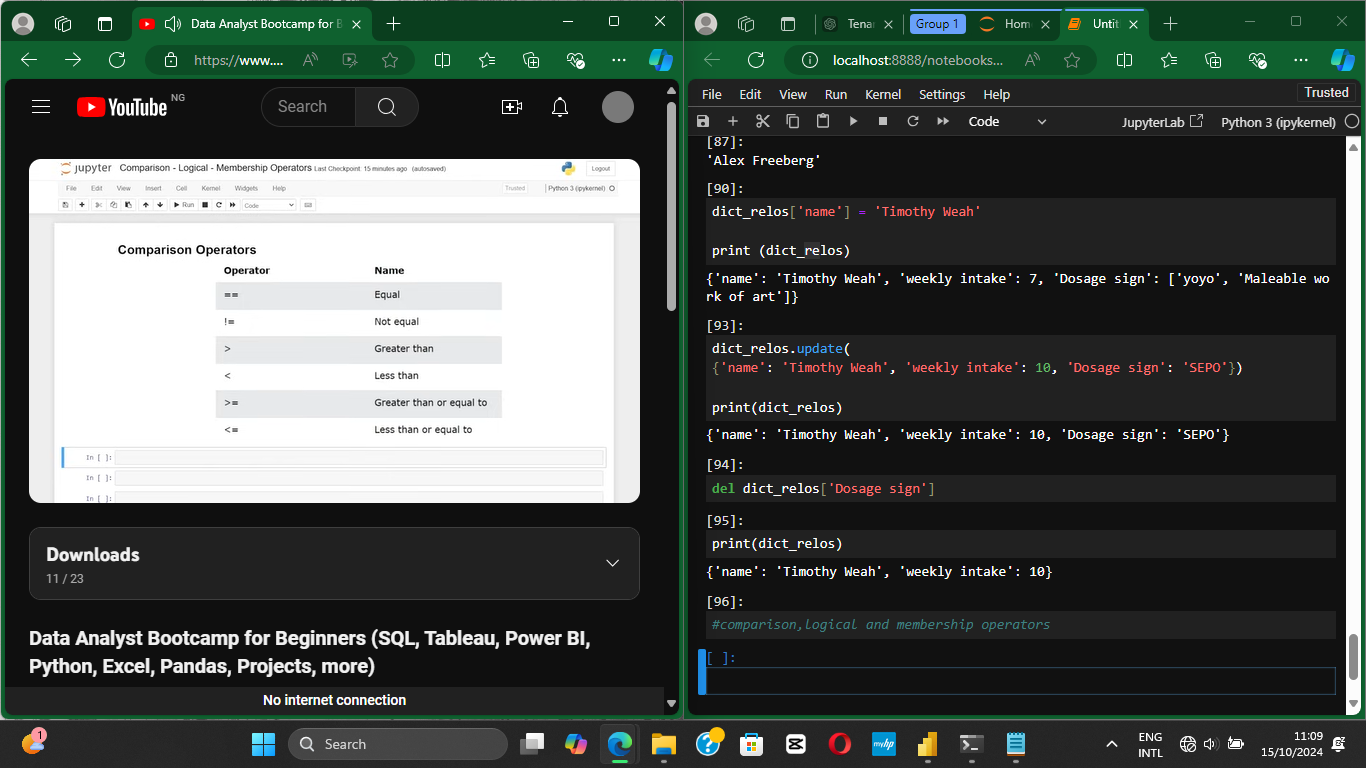 Data Analyst Bootcamp for B
https://www....
YouTube NG
Search
jupyter Comparison - Logical - Membership Operators Last Checkpoint: 15 minutes ago (autosaved)
Logout
File Edit View Insert Cell Kernel Widgets Help
Trusted
Python 3 (ipykernel)
Run
Code
Comparison Operators
Operator Name
== Equal
!= Not equal
> Greater than
< Less than
>= Greater than or equal to
<= Less than or equal to
In [ ]:
In [ ]:
In [ ]:
Downloads
11 / 23
Data Analyst Bootcamp for Beginners (SQL, Tableau, Power BI,
Python, Excel, Pandas, Projects, more)
No internet connection
Tena
Group 1
Hom
Untit
localhost:8888/notebooks...
File Edit View Run Kernel Settings Help
Trusted
Code
JupyterLab
Python 3 (ipykernel)
[87]:
'Alex Freeberg'
[90]:
dict_relos['name'] = 'Timothy Weah'
print (dict_relos)
{'name': 'Timothy Weah', 'weekly intake': 7, 'Dosage sign': ['yoyo', 'Maleable wo
rk of art']}
[93]:
dict_relos.update(
{'name': 'Timothy Weah', 'weekly intake': 10, 'Dosage sign': 'SEPO'})
print(dict_relos)
{'name': 'Timothy Weah', 'weekly intake': 10, 'Dosage sign': 'SEPO'}
[94]:
del dict_relos['Dosage sign']
[95]:
print(dict_relos)
{'name': 'Timothy Weah', 'weekly intake': 10}
[96]:
#comparison,logical and membership operators
[ ]:
1
Search
myhp
ENG
INTL
11:09
15/10/2024